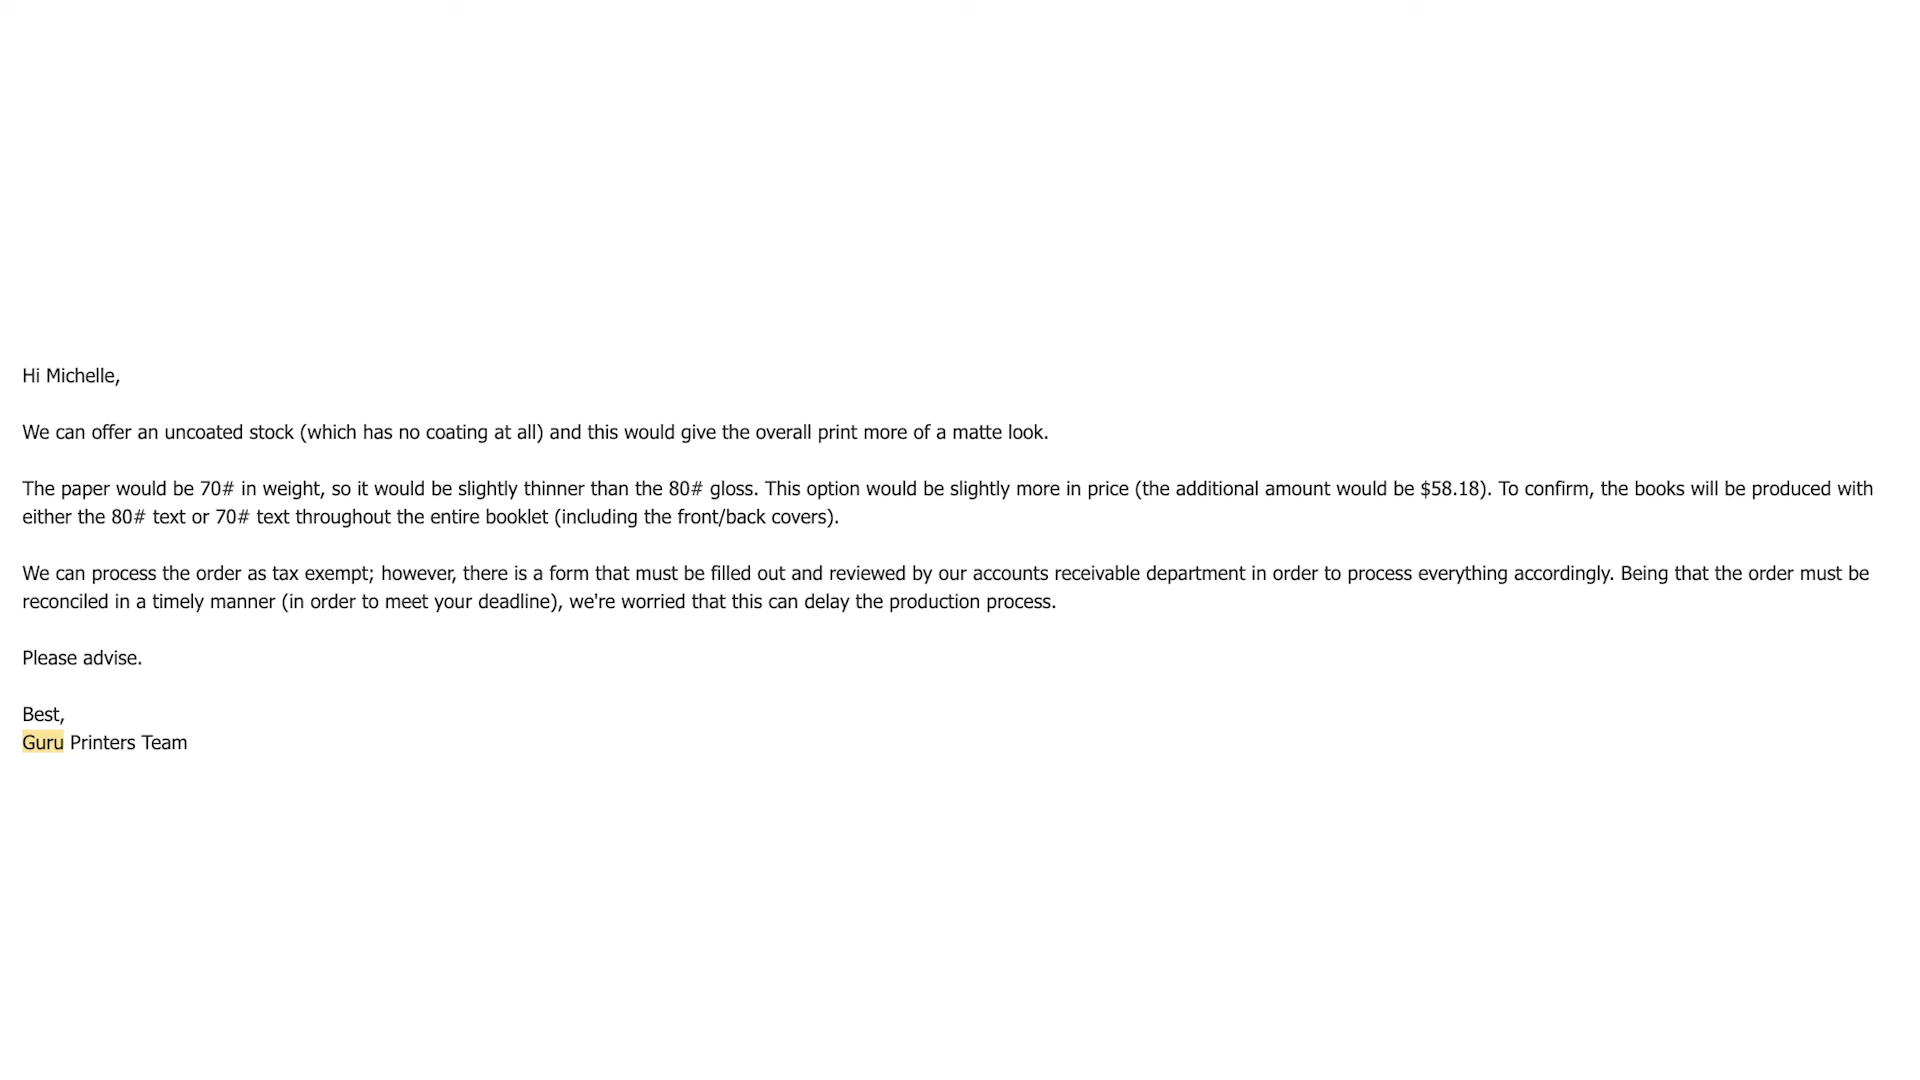 Hi Michelle,
We can offer an uncoated stock (which has no coating at all) and this would give the overall print more of a matte look.
The paper would be 70# in weight, so it would be slightly thinner than the 80# gloss. This option would be slightly more in price (the additional amount would be $58.18). To confirm, the books will be produced with
either the 80# text or 70# text throughout the entire booklet (including the front/back covers).
We can process the order as tax exempt; however, there is a form that must be filled out and reviewed by our accounts receivable department in order to process everything accordingly. Being that the order must be
reconciled in a timely manner (in order to meet your deadline), we're worried that this can delay the production process.
Please advise.
Best,
Guru Printers Team